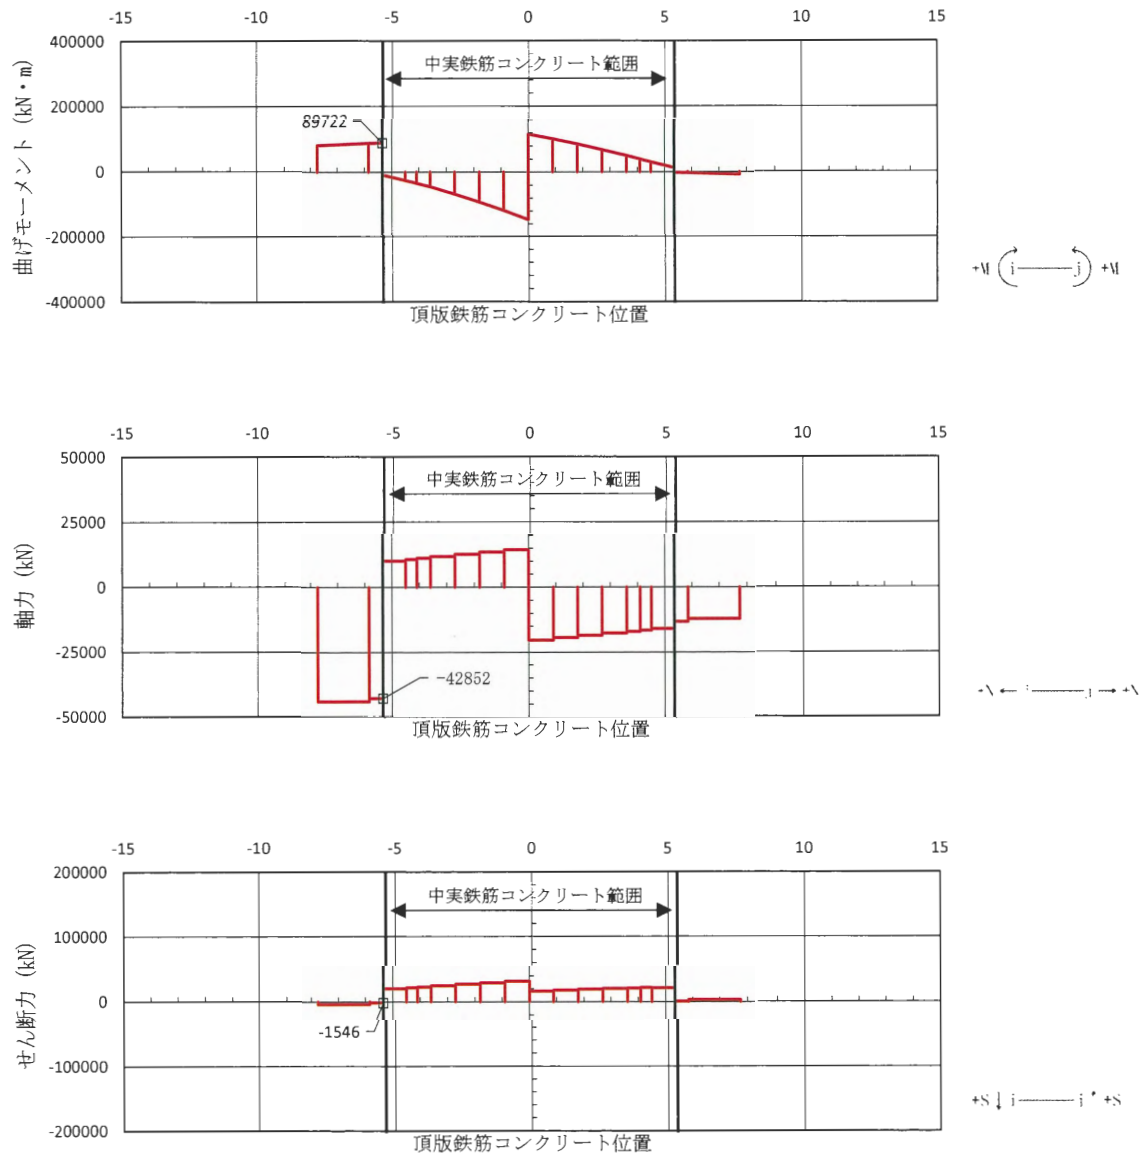 -15 -10 -5 0 5 10 15
400000
中実鉄筋コンクリート範囲
200000
89722
0
-200000
-400000
曲げモーメント (kN・m)
頂版鉄筋コンクリート位置
+M i j +M
-15 -10 -5 0 5 10 15
50000
中実鉄筋コンクリート範囲
25000
0
-25000
-42852
-50000
軸力 (kN)
頂版鉄筋コンクリート位置
-15 -10 -5 0 5 10 15
200000
中実鉄筋コンクリート範囲
100000
0
-1546
-100000
-200000
せん断力 (kN)
頂版鉄筋コンクリート位置
+S i j +S